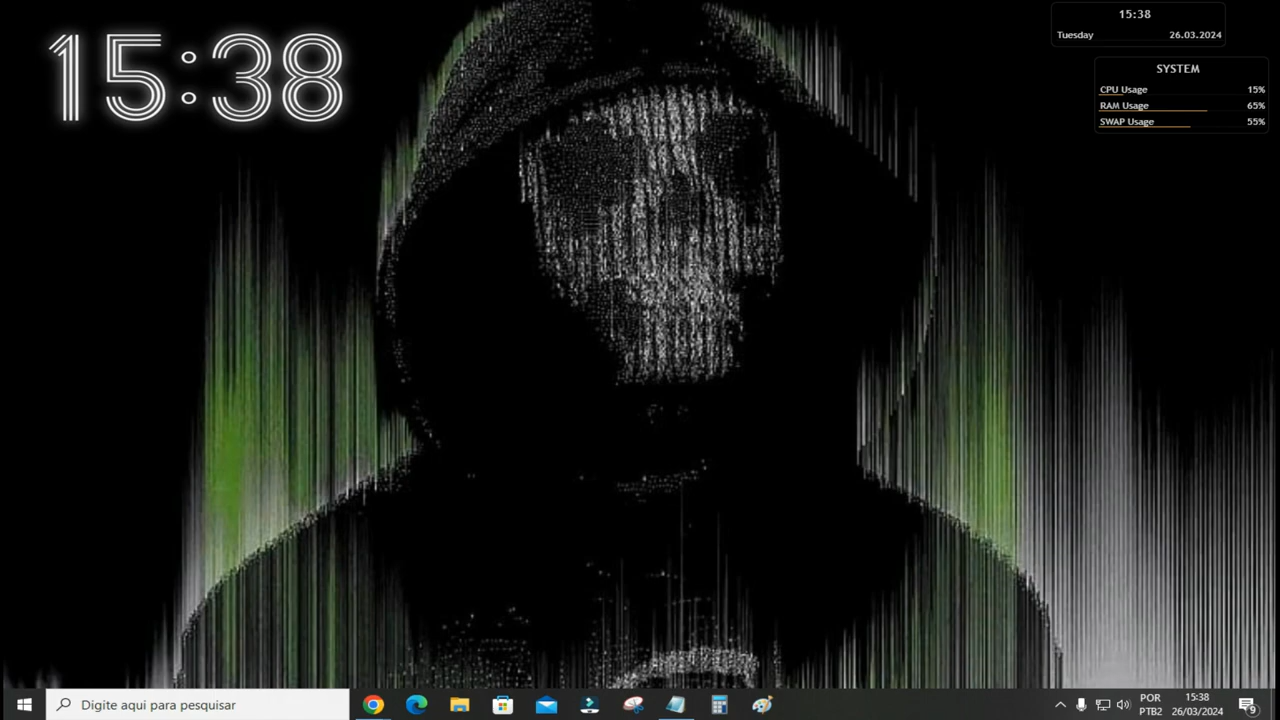 15:38
15:38
Tuesday 26.03.2024
SYSTEM
CPU Usage 15%
RAM Usage 65%
SWAP Usage 55%
Digite aqui para pesquisar
POR
PTB2
15:38
26/03/2024
9